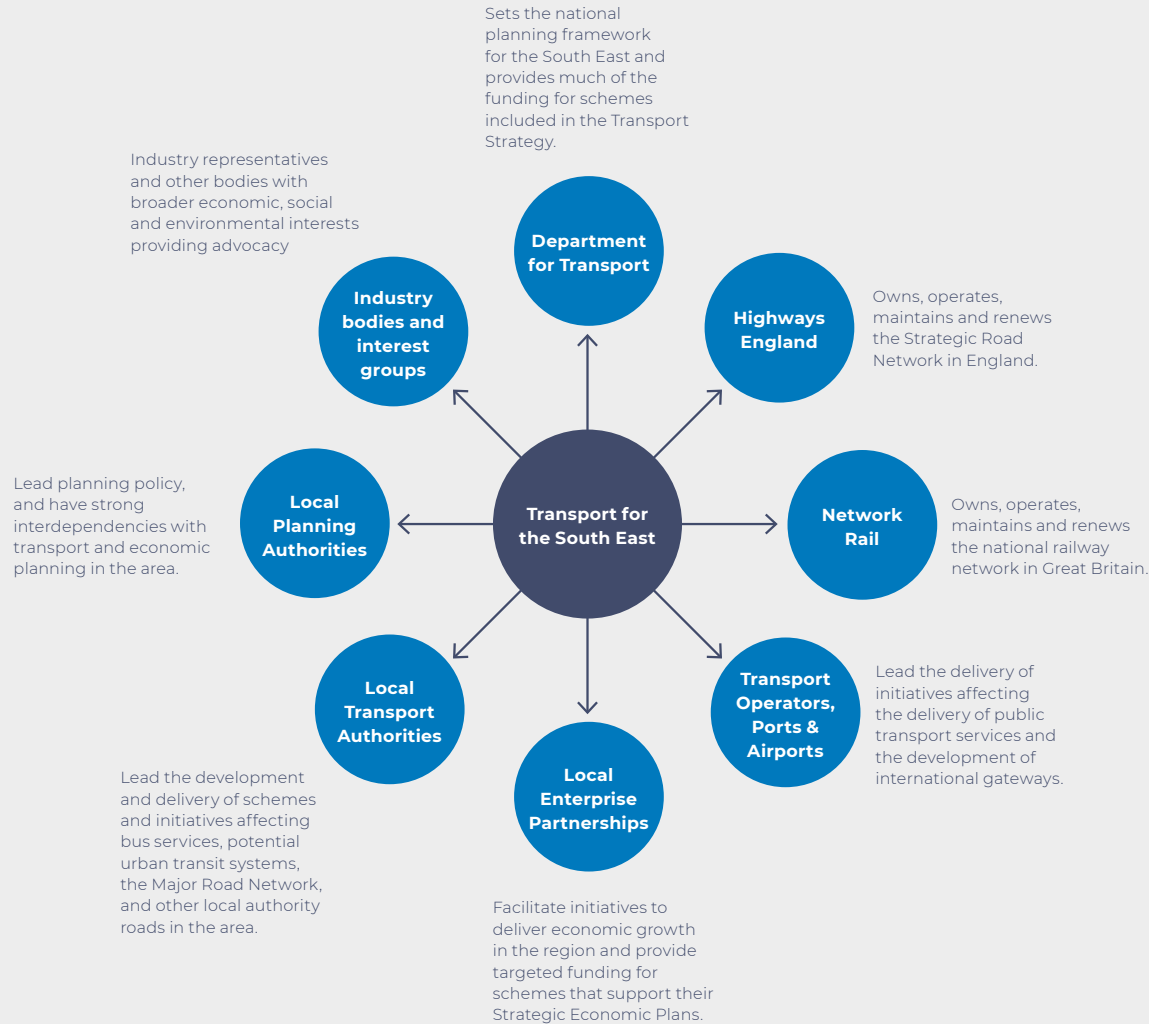 Sets the national
planning framework
for the South East and
provides much of the
funding for schemes
included in the Transport
Strategy.
Industry representatives
and other bodies with
broader economic, social
and environmental interests
providing advocacy
Department
for Transport
Industry
bodies and
interest
groups
Highways
England
Owns, operates,
maintains and renews
the Strategic Road
Network in England.
Lead planning policy,
and have strong
interdependencies with
transport and economic
planning in the area.
Local
Planning
Authorities
Transport for
the South East
Network
Rail
Owns, operates,
maintains and renews
the national railway
network in Great Britain.
Local
Transport
Authorities
Transport
Operators,
Ports &
Airports
Lead the delivery of
initiatives affecting
the delivery of public
transport services and
the development of
international gateways.
Lead the development
and delivery of schemes
and initiatives affecting
bus services, potential
urban transit systems,
the Major Road Network,
and other local authority
roads in the area.
Local
Enterprise
Partnerships
Facilitate initiatives to
deliver economic growth
in the region and provide
targeted funding for
schemes that support their
Strategic Economic Plans.